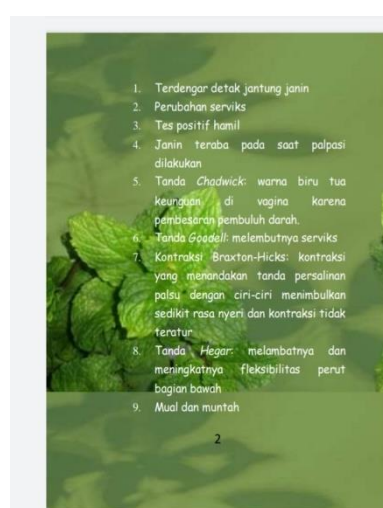 1. Terdengar detak jantung janin
2. Perubahan serviks
3. Tes positif hamil
4. Janin teraba pada saat palpasi
dilakukan
5. Tanda Chadwick: warna biru tua
keunguan di vagina karena
pembesaran pembuluh darah.
6. Tanda Goodell: melembutnya serviks
7. Kontraksi Braxton-Hicks: kontraksi
yang menandakan tanda persalinan
palsu dengan ciri-ciri menimbulkan
sedikit rasa nyeri dan kontraksi tidak
teratur
8. Tanda Hegar: melambatnya dan
meningkatnya fleksibilitas perut
bagian bawah
9. Mual dan muntah
2